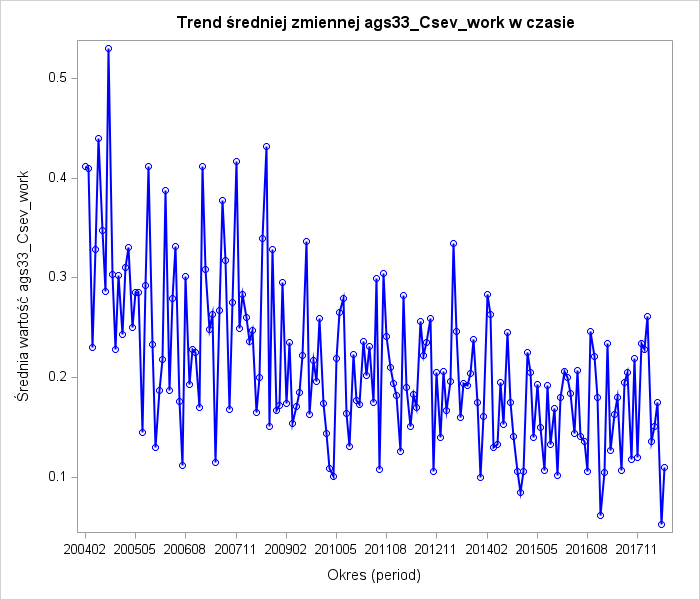 Trend średniej zmiennej ags33_Csev_work w czasie
Średnia wartość ags33_Csev_work
0.5
0.4
0.3
0.2
0.1
200402 200505 200608 200711 200902 201005 201108 201211 201402 201505 201608 201711
Okres (period)